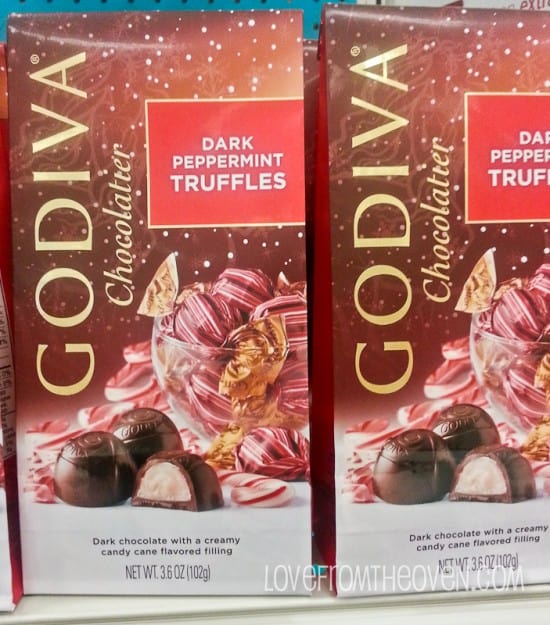 GODIVA®
Chocolatier
DARK
PEPPERMINT
TRUFFLES
Dark chocolate with a creamy
candy cane flavored filling
NET WT. 3.6 OZ (102g)
GODIVA®
Chocolatier
DAR
PEPPER
TRUF
Dark chocolate with a creamy
candy cane flavored filling
NET WT. 3.6 OZ (102g)
LOVEFROMTHEOVEN.COM